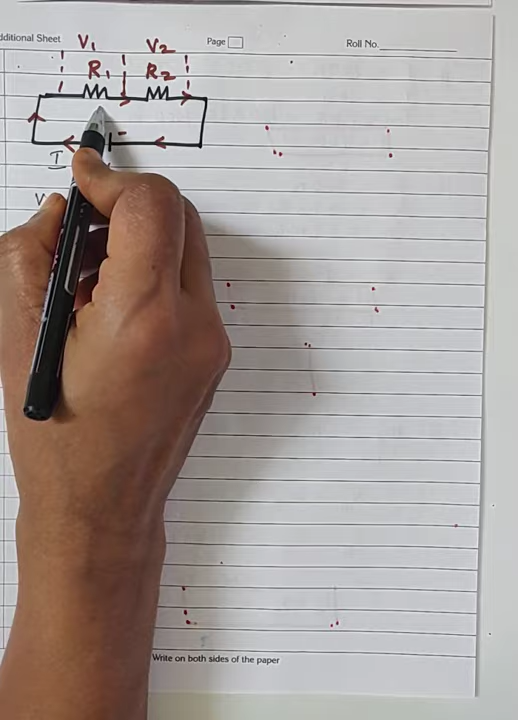 dditional Sheet
Page
Roll No.
V1 V2
R1 R2
-
I
V
Write on both sides of the paper